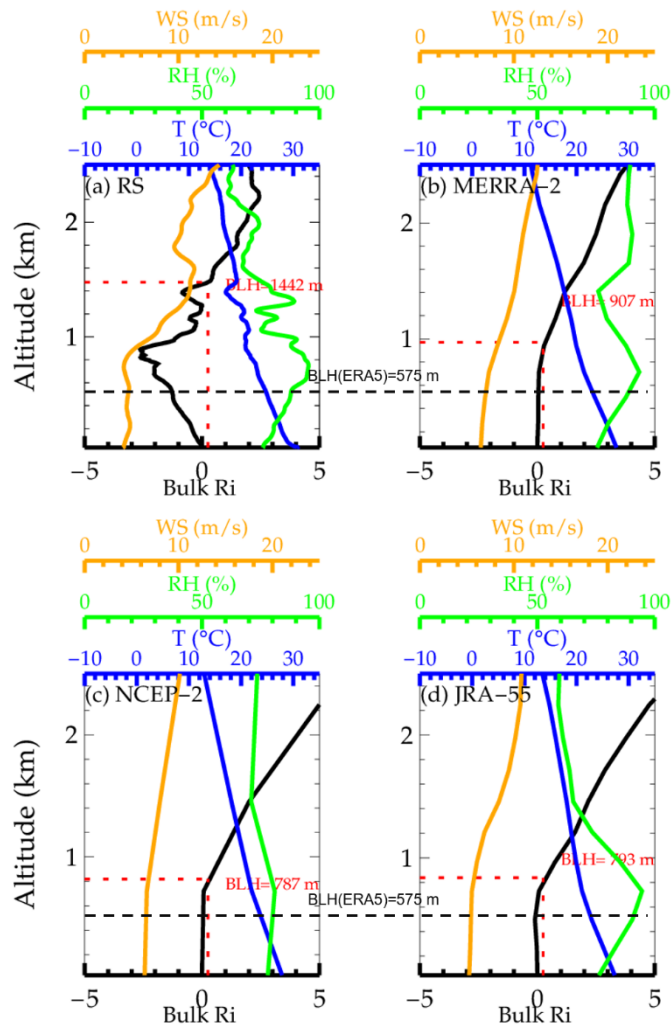 WS (m/s) WS (m/s)
0 10 20 0 10 20
RH (%) RH (%)
0 50 100 0 50 100
T (°C) T (°C)
−10 0 10 20 30 −10 0 10 20 30
(a) RS (b) MERRA−2
2 2
BLH=1442 m BLH= 907 m
Altitude (km)
1 1
BLH(ERA5)=575 m
−5 0 5 −5 0 5
Bulk Ri Bulk Ri
WS (m/s) WS (m/s)
0 10 20 0 10 20
RH (%) RH (%)
0 50 100 0 50 100
T (°C) T (°C)
−10 0 10 20 30 −10 0 10 20 30
(c) NCEP−2 (d) JRA−55
2 2
Altitude (km)
1 1
BLH= 787 m BLH= 793 m
BLH(ERA5)=575 m
−5 0 5 −5 0 5
Bulk Ri Bulk Ri